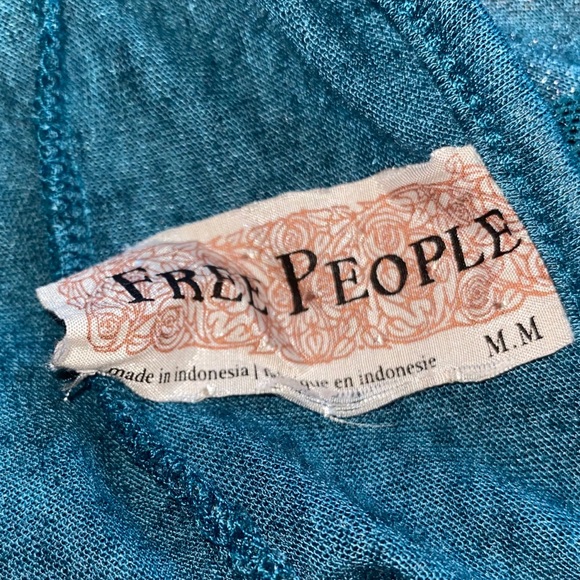 FREE PEOPLE
made in indonesia | en indonesie
M.M